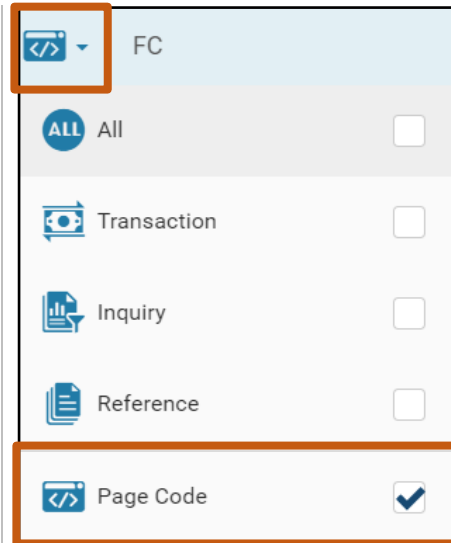 FC
ALL All
Transaction
Inquiry
Reference
</> Page Code